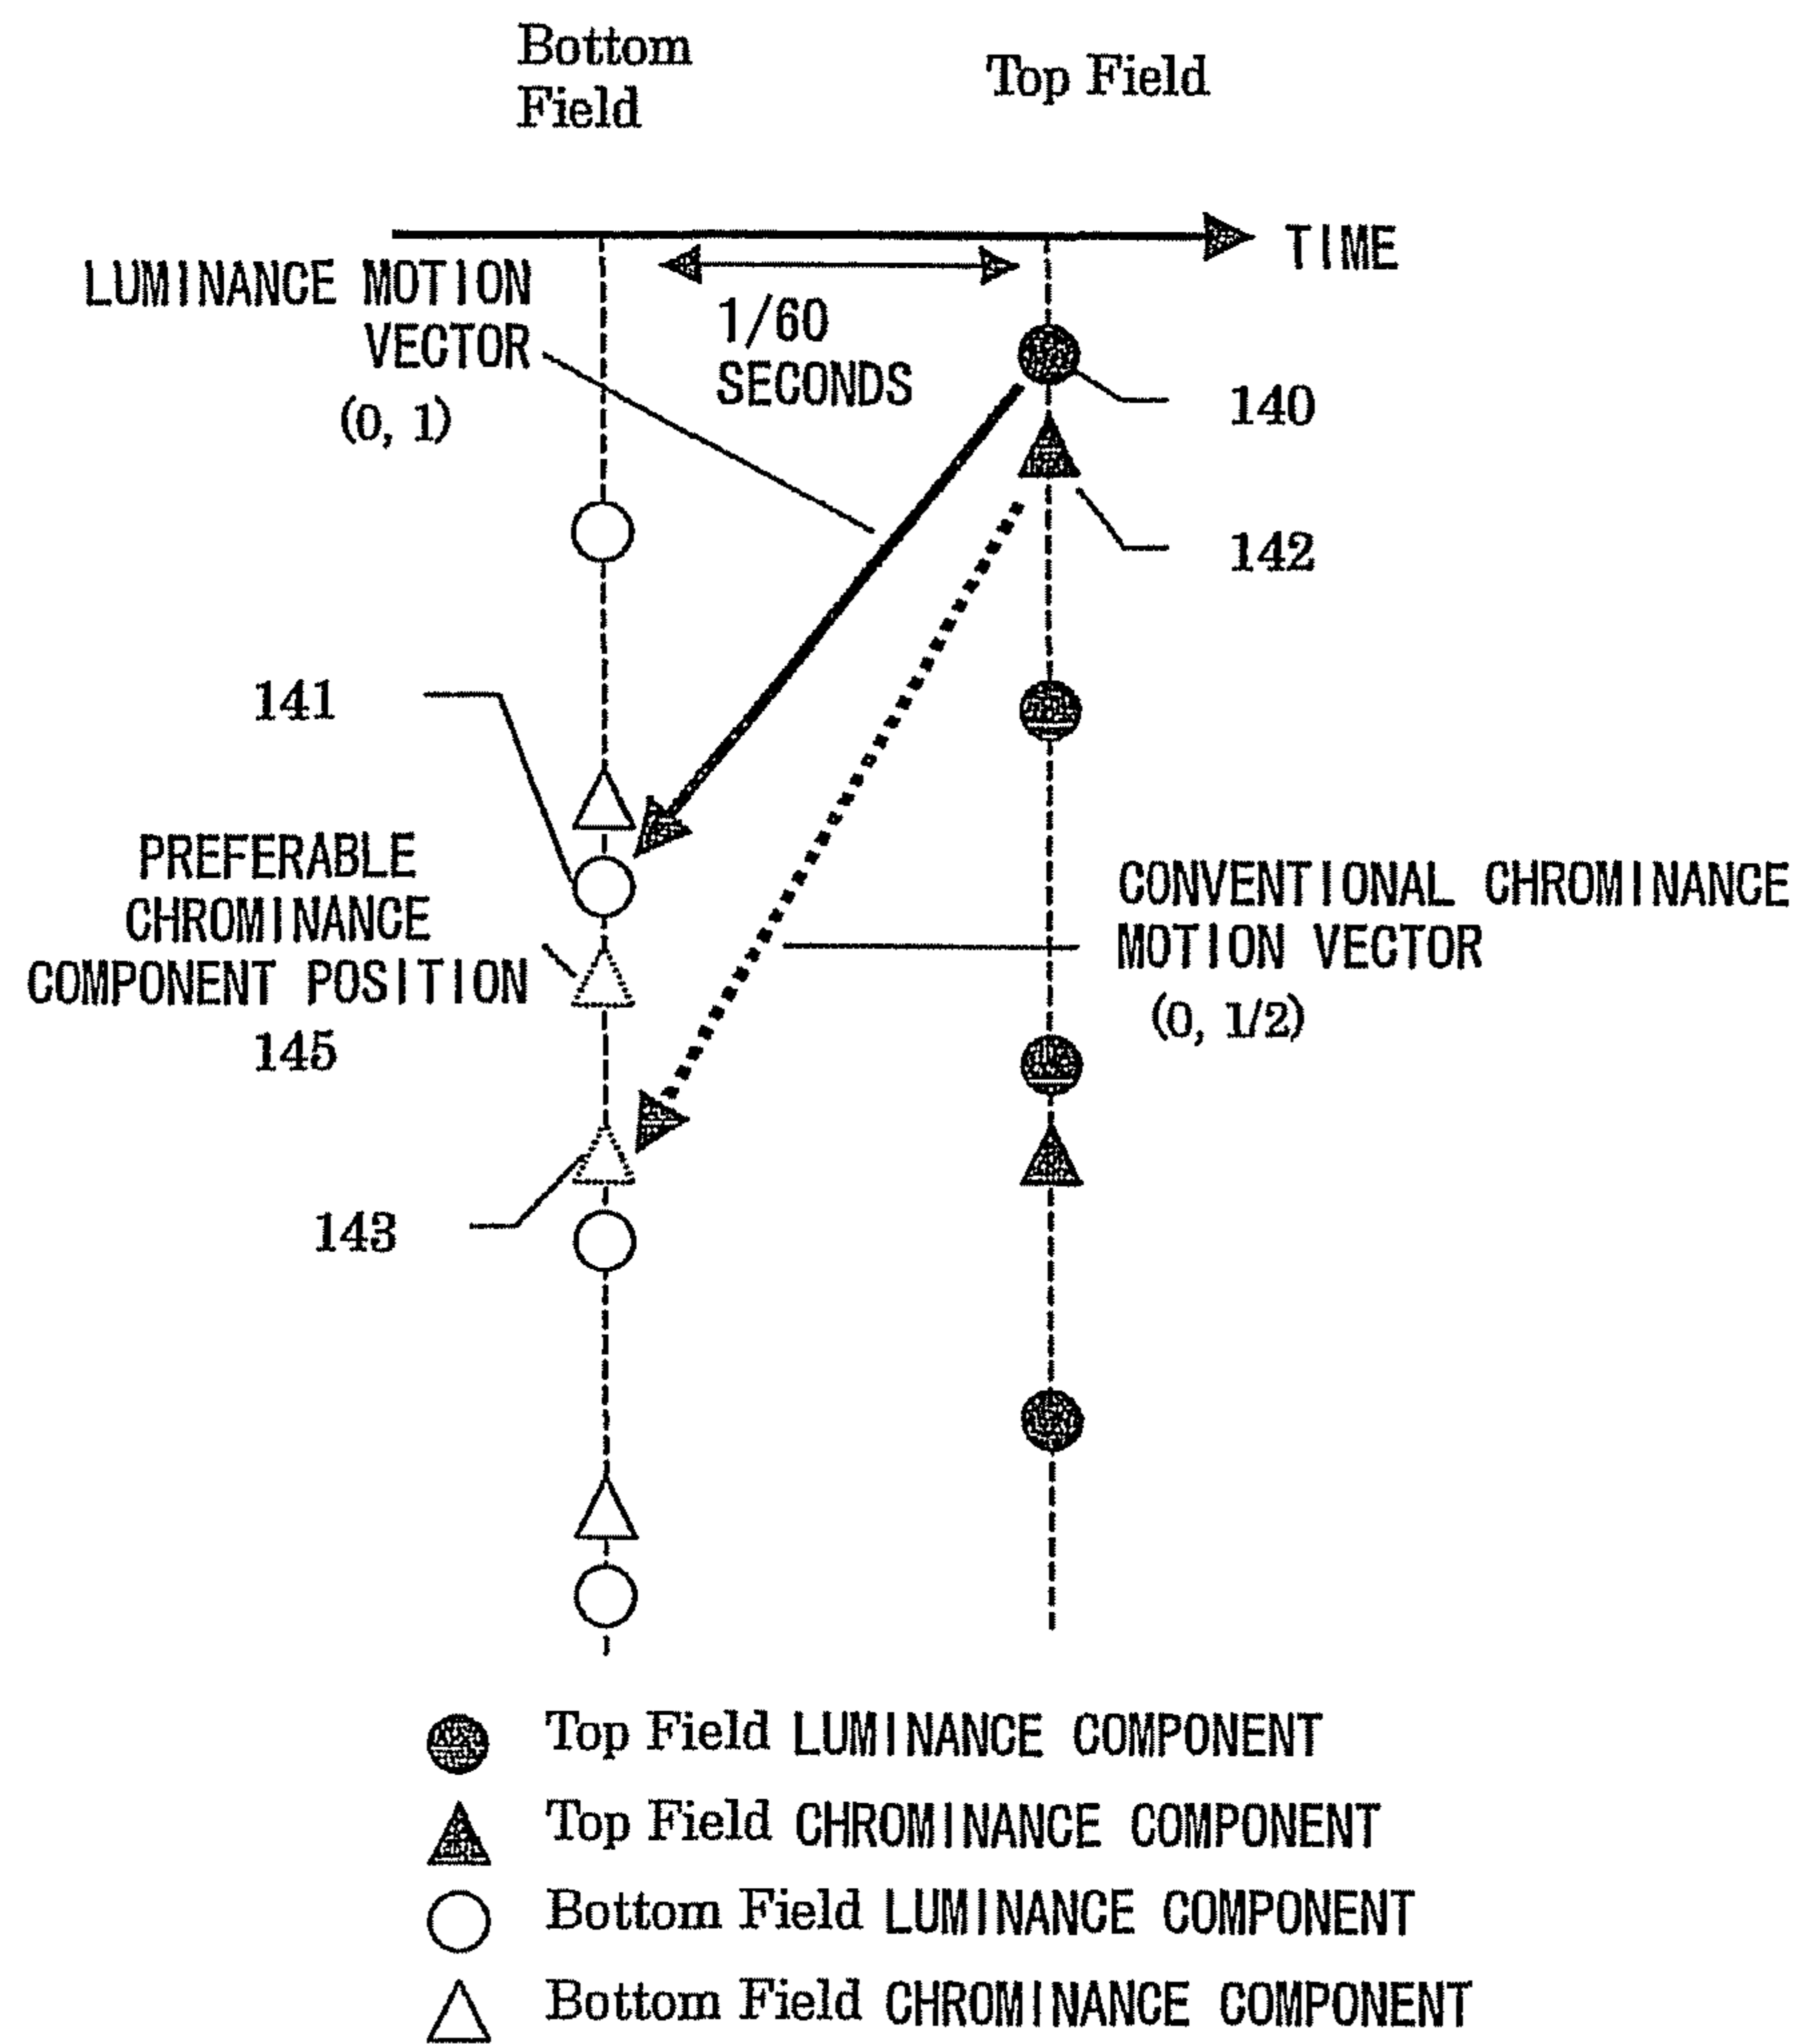 Bottom
Field
Top Field
TIME
LUMINANCE MOTION
VECTOR
(0, 1)
1/60
SECONDS
140
142
141
PREFERABLE
CHROMINANCE
COMPONENT POSITION
145
CONVENTIONAL CHROMINANCE
MOTION VECTOR
(0, 1/2)
143
Top Field LUMINANCE COMPONENT
Top Field CHROMINANCE COMPONENT
Bottom Field LUMINANCE COMPONENT
Bottom Field CHROMINANCE COMPONENT